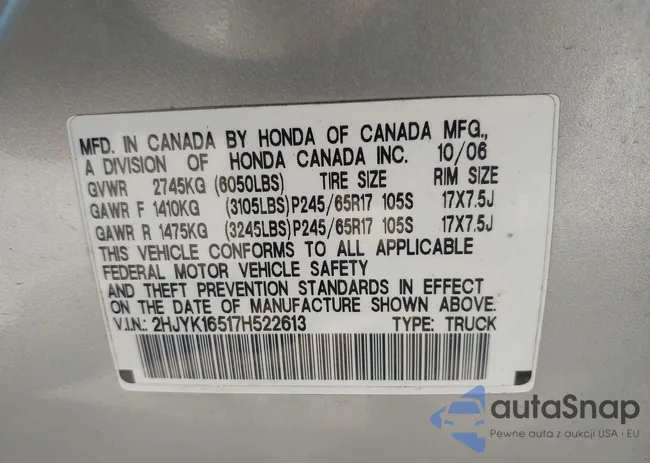 MFD. IN CANADA BY HONDA OF CANADA MFG.,
A DIVISION OF HONDA CANADA INC. 10/06
GVWR 2745KG (6050LBS) TIRE SIZE RIM SIZE
GAWR F 1410KG (3105LBS)P245/65R17 105S 17X7.5J
GAWR R 1475KG (3245LBS)P245/65R17 105S 17X7.5J
THIS VEHICLE CONFORMS TO ALL APPLICABLE
FEDERAL MOTOR VEHICLE SAFETY
AND THEFT PREVENTION STANDARDS IN EFFECT
ON THE DATE OF MANUFACTURE SHOWN ABOVE.
V.I.N.: 2HJYK16517H522613 TYPE: TRUCK
autaSnap
Pewne auta z aukcji USA i EU